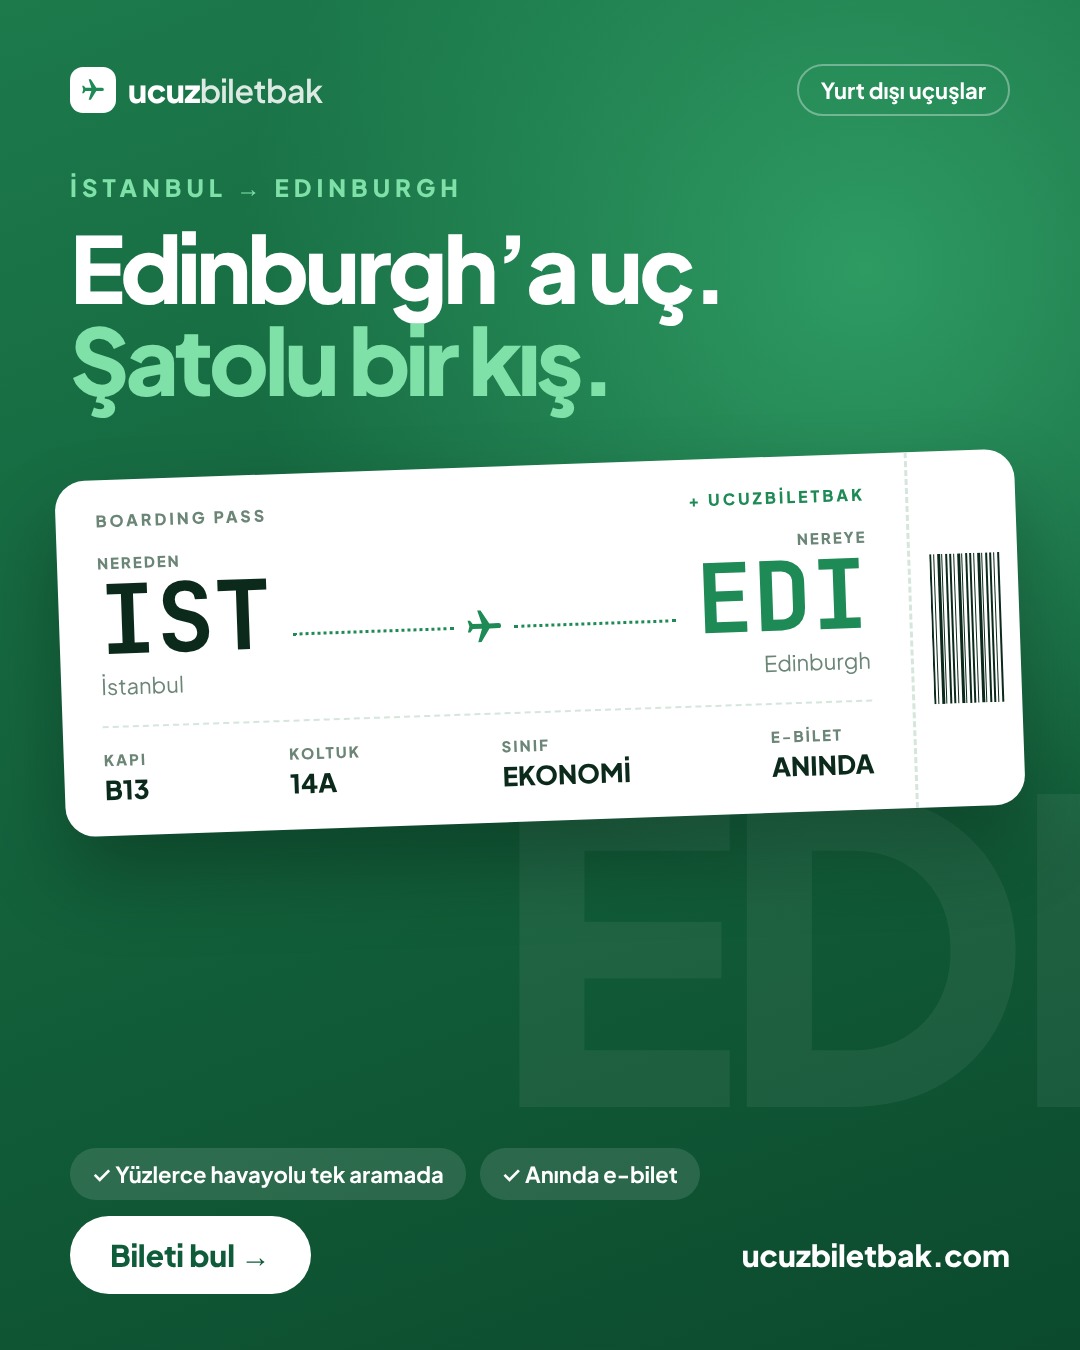 ucuzbiletbak
Yurt dışı uçuşlar
İSTANBUL → EDINBURGH
Edinburgh’a uç.
Şatolu bir kış.
BOARDING PASS
+ UCUZBİLETBAK
NEREDEN
NEREYE
IST
EDI
İstanbul
Edinburgh
KAPI
KOLTUK
SINIF
E-BİLET
B13
14A
EKONOMİ
ANINDA
EDI
✓ Yüzlerce havayolu tek aramada
✓ Anında e-bilet
Bileti bul →
ucuzbiletbak.com